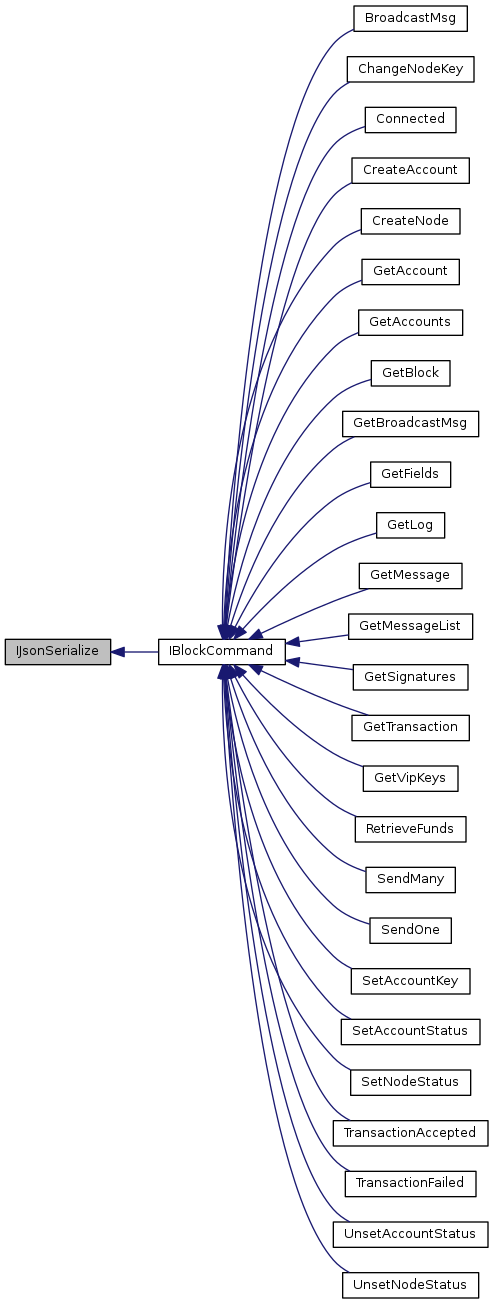 BroadcastMsg
ChangeNodeKey
Connected
CreateAccount
CreateNode
GetAccount
GetAccounts
GetBlock
GetBroadcastMsg
GetFields
GetLog
GetMessage
GetMessageList
IJsonSerialize
IBlockCommand
GetSignatures
GetTransaction
GetVipKeys
RetrieveFunds
SendMany
SendOne
SetAccountKey
SetAccountStatus
SetNodeStatus
TransactionAccepted
TransactionFailed
UnsetAccountStatus
UnsetNodeStatus